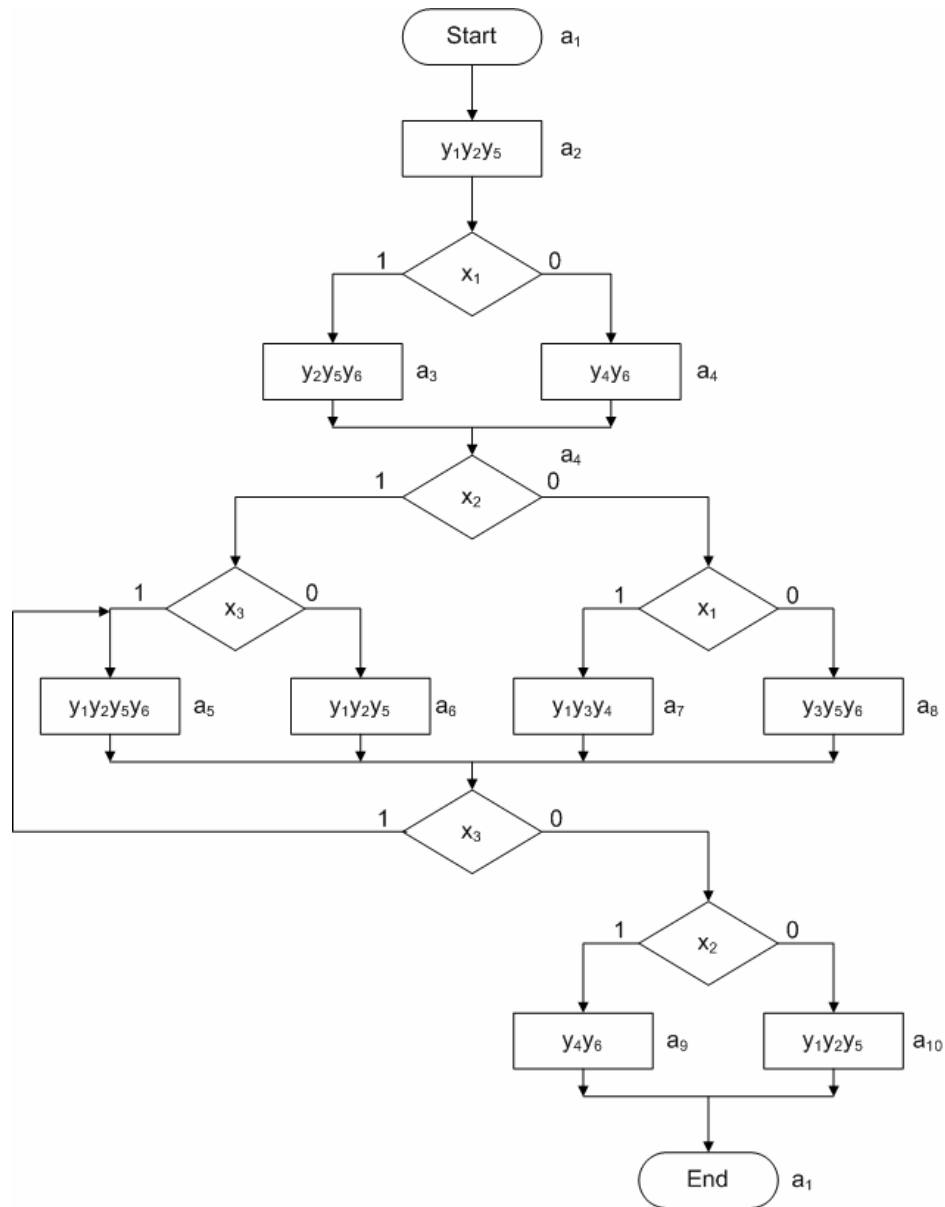 Start a₁
y₁y₂y₅ a₂
1 x₁ 0
y₂y₅y₆ a₃ y₄y₆ a₄
a₄
1 x₂ 0
1 x₃ 0 1 x₁ 0
y₁y₂y₅y₆ a₅ y₁y₂y₅ a₆ y₁y₃y₄ a₇ y₃y₅y₆ a₈
1 x₃ 0
1 x₂ 0
y₄y₆ a₉ y₁y₂y₅ a₁₀
End a₁